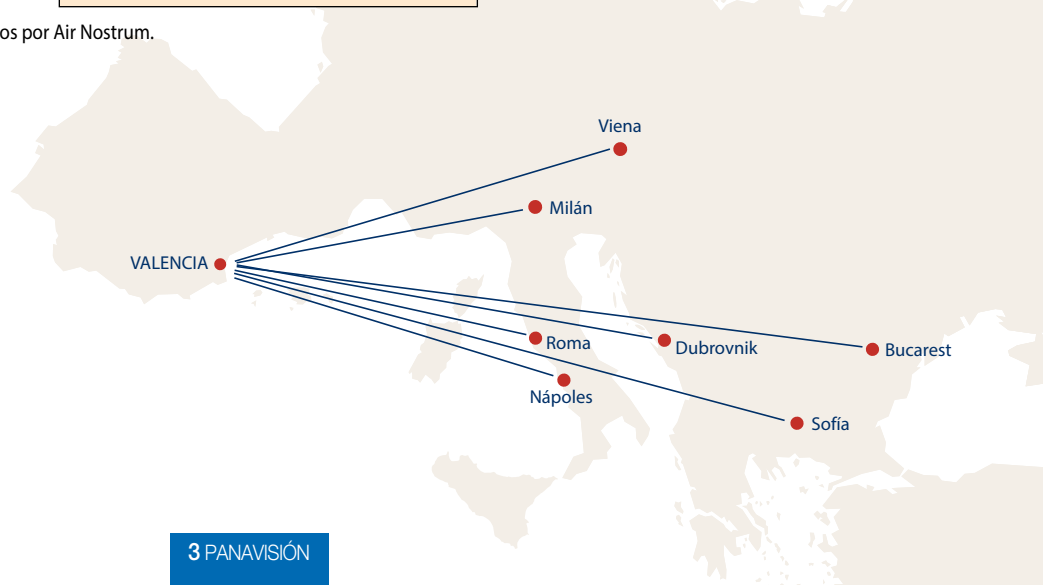 os por Air Nostrum.
Viena
Milán
VALENCIA
Roma
Dubrovnik
Bucarest
Nápoles
Sofía
3 PANAVISIÓN